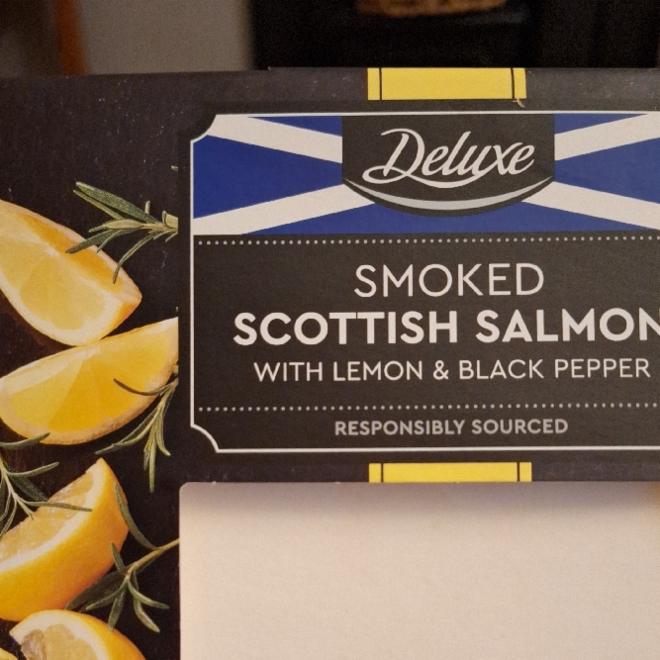 Deluxe
SMOKED
SCOTTISH SALMON
WITH LEMON & BLACK PEPPER
RESPONSIBLY SOURCED